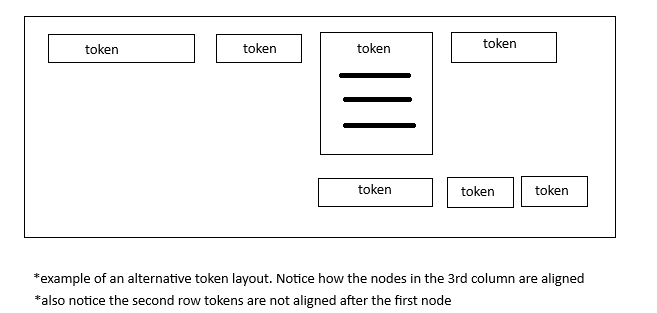 token token token token
token token token
*example of an alternative token layout. Notice how the nodes in the 3rd column are aligned
*also notice the second row tokens are not aligned after the first node